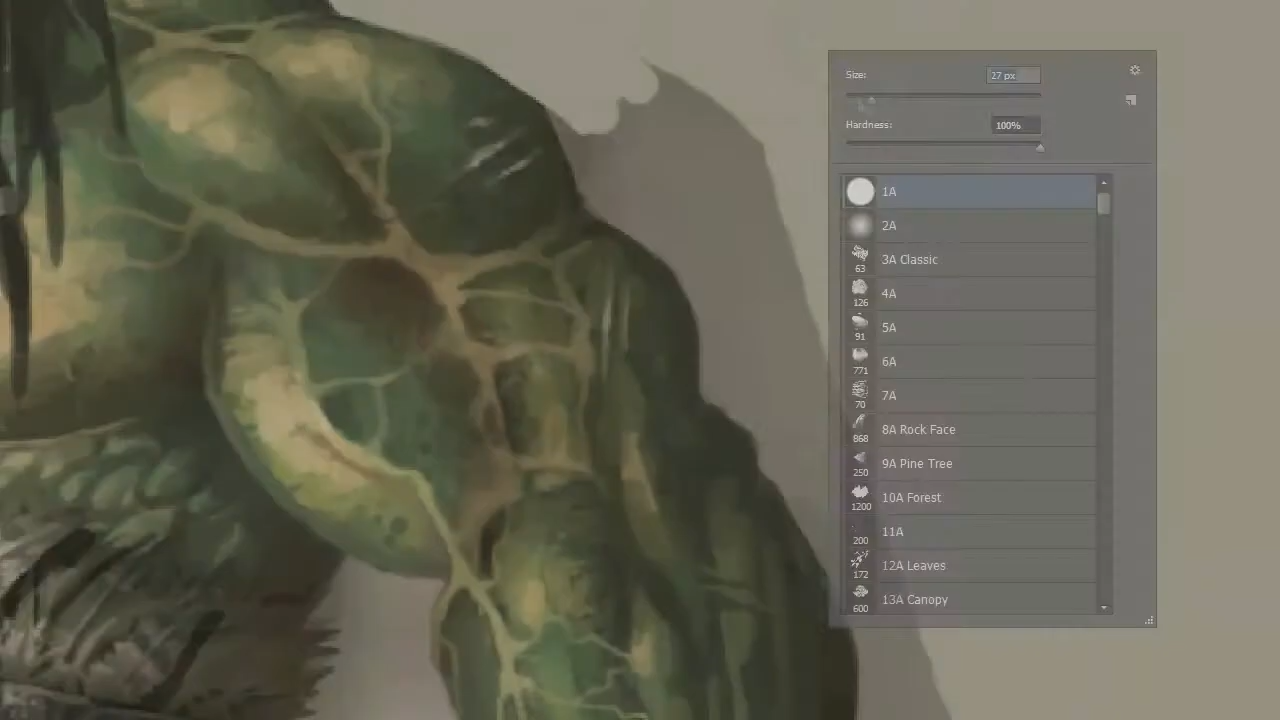 Size: 27 px
Hardness: 100%
1A
2A
3A Classic
63
4A
126
5A
91
6A
771
7A
70
8A Rock Face
868
9A Pine Tree
250
10A Forest
1200
11A
200
12A Leaves
172
13A Canopy
600